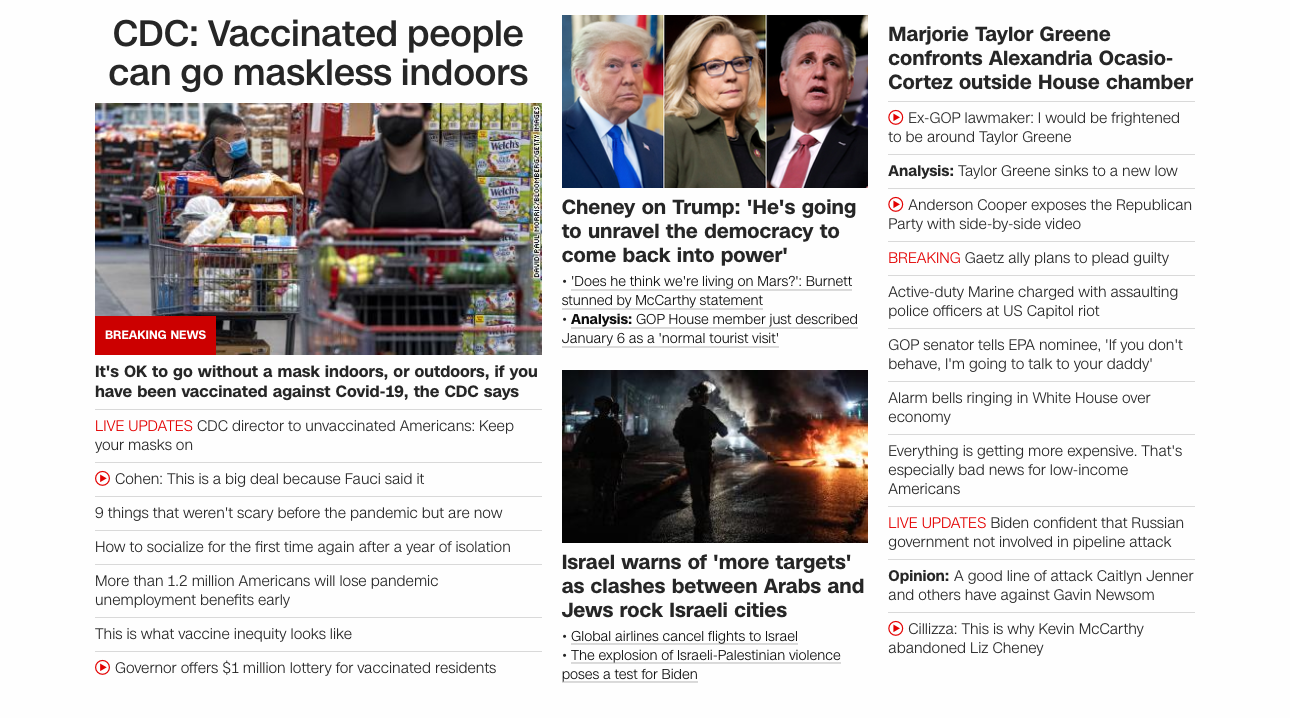 CDC: Vaccinated people
can go maskless indoors
DAVID PAUL MORRIS/BLOOMBERG/GETTY IMAGES
Welch's
Welch's
Welch's
BREAKING NEWS
It's OK to go without a mask indoors, or outdoors, if you
have been vaccinated against Covid-19, the CDC says
LIVE UPDATES CDC director to unvaccinated Americans: Keep
your masks on
Cohen: This is a big deal because Fauci said it
9 things that weren't scary before the pandemic but are now
How to socialize for the first time again after a year of isolation
More than 1.2 million Americans will lose pandemic
unemployment benefits early
This is what vaccine inequity looks like
Governor offers $1 million lottery for vaccinated residents
Cheney on Trump: 'He's going
to unravel the democracy to
come back into power'
• 'Does he think we're living on Mars?': Burnett
stunned by McCarthy statement
• Analysis: GOP House member just described
January 6 as a 'normal tourist visit'
Israel warns of 'more targets'
as clashes between Arabs and
Jews rock Israeli cities
• Global airlines cancel flights to Israel
• The explosion of Israeli-Palestinian violence
poses a test for Biden
Marjorie Taylor Greene
confronts Alexandria Ocasio-
Cortez outside House chamber
Ex-GOP lawmaker: I would be frightened
to be around Taylor Greene
Analysis: Taylor Greene sinks to a new low
Anderson Cooper exposes the Republican
Party with side-by-side video
BREAKING Gaetz ally plans to plead guilty
Active-duty Marine charged with assaulting
police officers at US Capitol riot
GOP senator tells EPA nominee, 'If you don't
behave, I'm going to talk to your daddy'
Alarm bells ringing in White House over
economy
Everything is getting more expensive. That's
especially bad news for low-income
Americans
LIVE UPDATES Biden confident that Russian
government not involved in pipeline attack
Opinion: A good line of attack Caitlyn Jenner
and others have against Gavin Newsom
Cillizza: This is why Kevin McCarthy
abandoned Liz Cheney